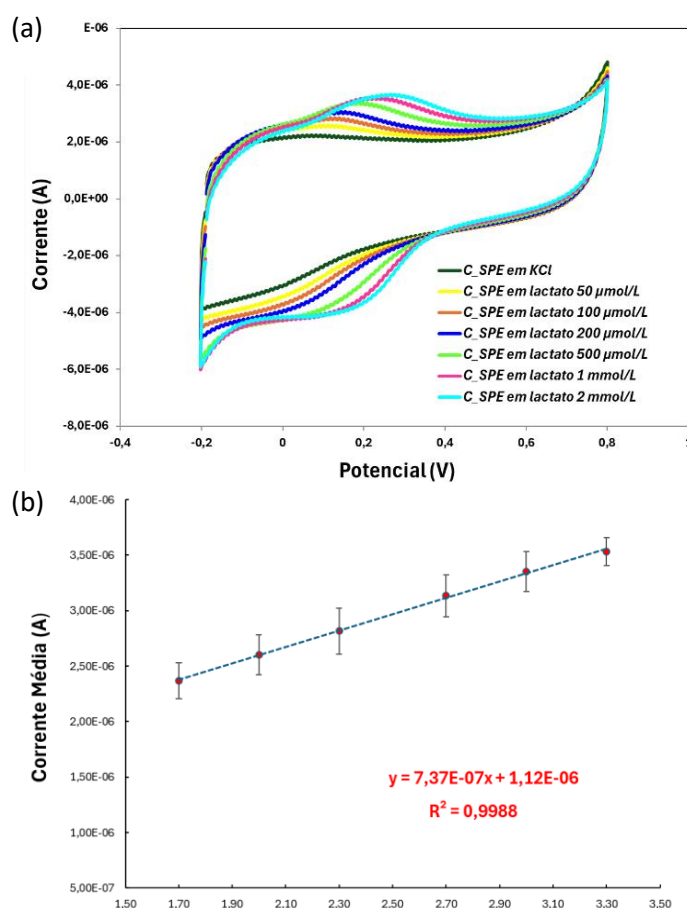 (a)
E-06
4,0E-06
2,0E-06
0,0E+00
-2,0E-06
-4,0E-06
-6,0E-06
-8,0E-06
Corrente (A)
C_SPE em KCl
C_SPE em lactato 50 µmol/L
C_SPE em lactato 100 µmol/L
C_SPE em lactato 200 µmol/L
C_SPE em lactato 500 µmol/L
C_SPE em lactato 1 mmol/L
C_SPE em lactato 2 mmol/L
-0,4 -0,2 0 0,2 0,4 0,6 0,8 1
Potencial (V)
(b)
4,00E-06
3,50E-06
3,00E-06
2,50E-06
2,00E-06
1,50E-06
1,00E-06
5,00E-07
Corrente Média (A)
y = 7,37E-07x + 1,12E-06
R² = 0,9988
1.50 1.70 1.90 2.10 2.30 2.50 2.70 2.90 3.10 3.30 3.50